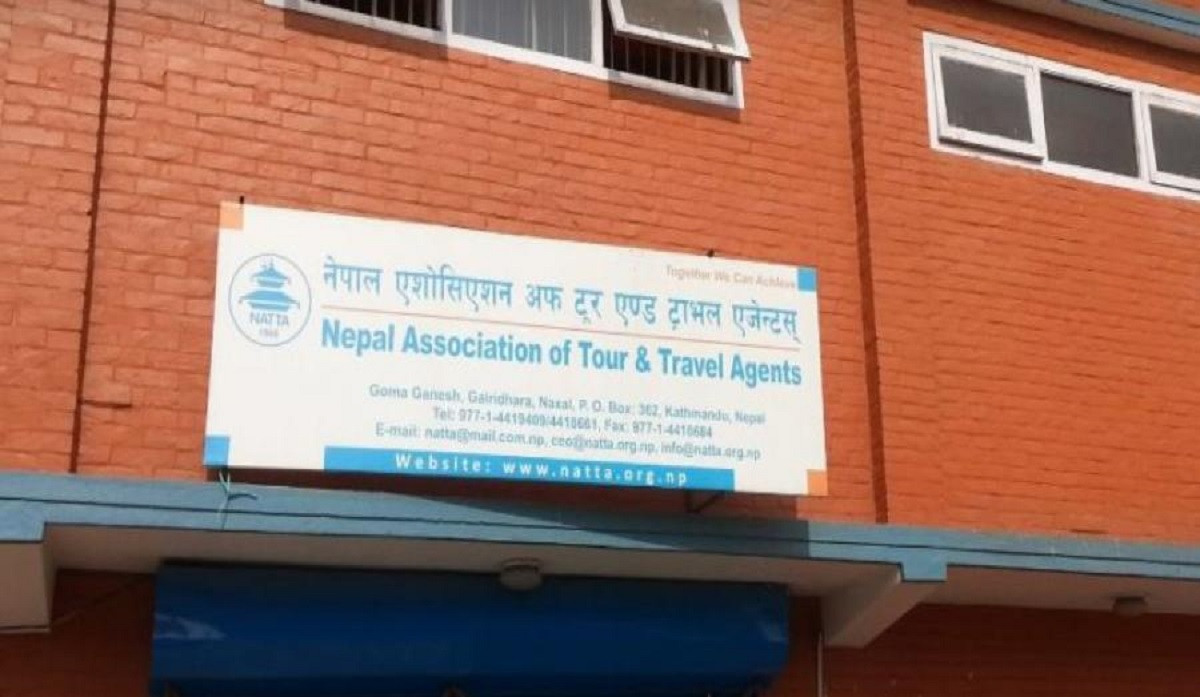 Together We Can Achieve
नेपाल एशोसिएशन अफ टूर एण्ड ट्राभल एजेन्टस्
NATTA
1966
Nepal Association of Tour & Travel Agents
Goma Ganesh, Gairidhara, Naxal, P. O. Box: 362, Kathmandu, Nepal
Tel: 977-1-4419409/4418661, Fax: 977-1-4418684
E-mail: natta@mail.com.np, ceo@natta.org.np, info@natta.org.np
Website: www.natta.org.np